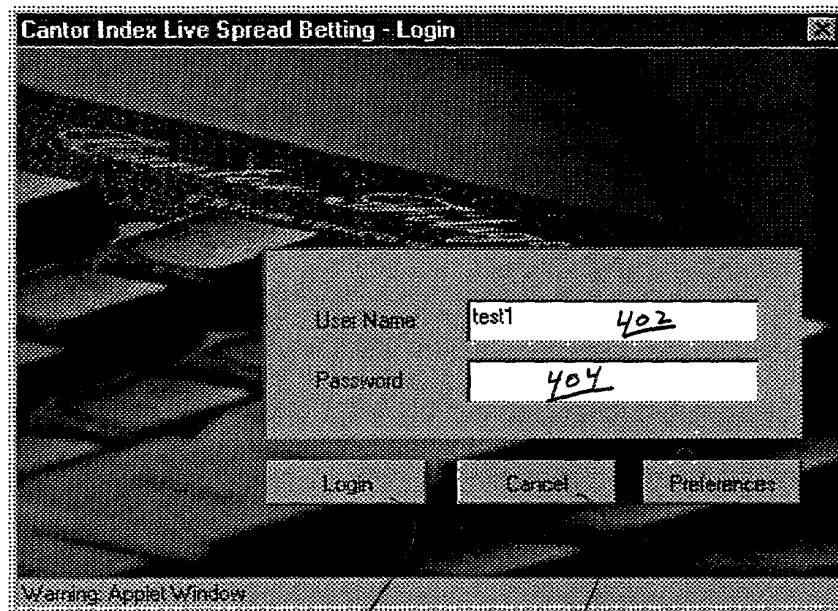 Cantor Index Live Spread Betting - Login
User Name test1 402
Password 404
Login Cancel Preferences
Warning: Applet Window